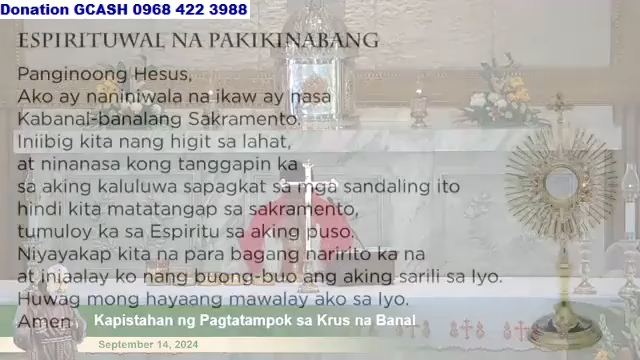 Donation GCASH 0968 422 3988
ESPIRITUWAL NA PAKIKINABANG
Panginoong Hesus,
Ako ay naniniwala na ikaw ay nasa
Kabanal-banalang Sakramento.
Iniibig kita nang higit sa lahat,
at ninanasa kong tanggapin ka
sa aking kaluluwa sapagkat sa mga sandaling ito
hindi kita matatangap sa sakramento,
tumuloy ka sa Espiritu sa aking puso.
Niyayakap kita na para bagang naririto ka na
at iniaalay ko nang buong-buo ang aking sarili sa Iyo.
Huwag mong hayaang mawalay ako sa Iyo.
Amen
Kapistahan ng Pagtatampok sa Krus na Banal
September 14, 2024